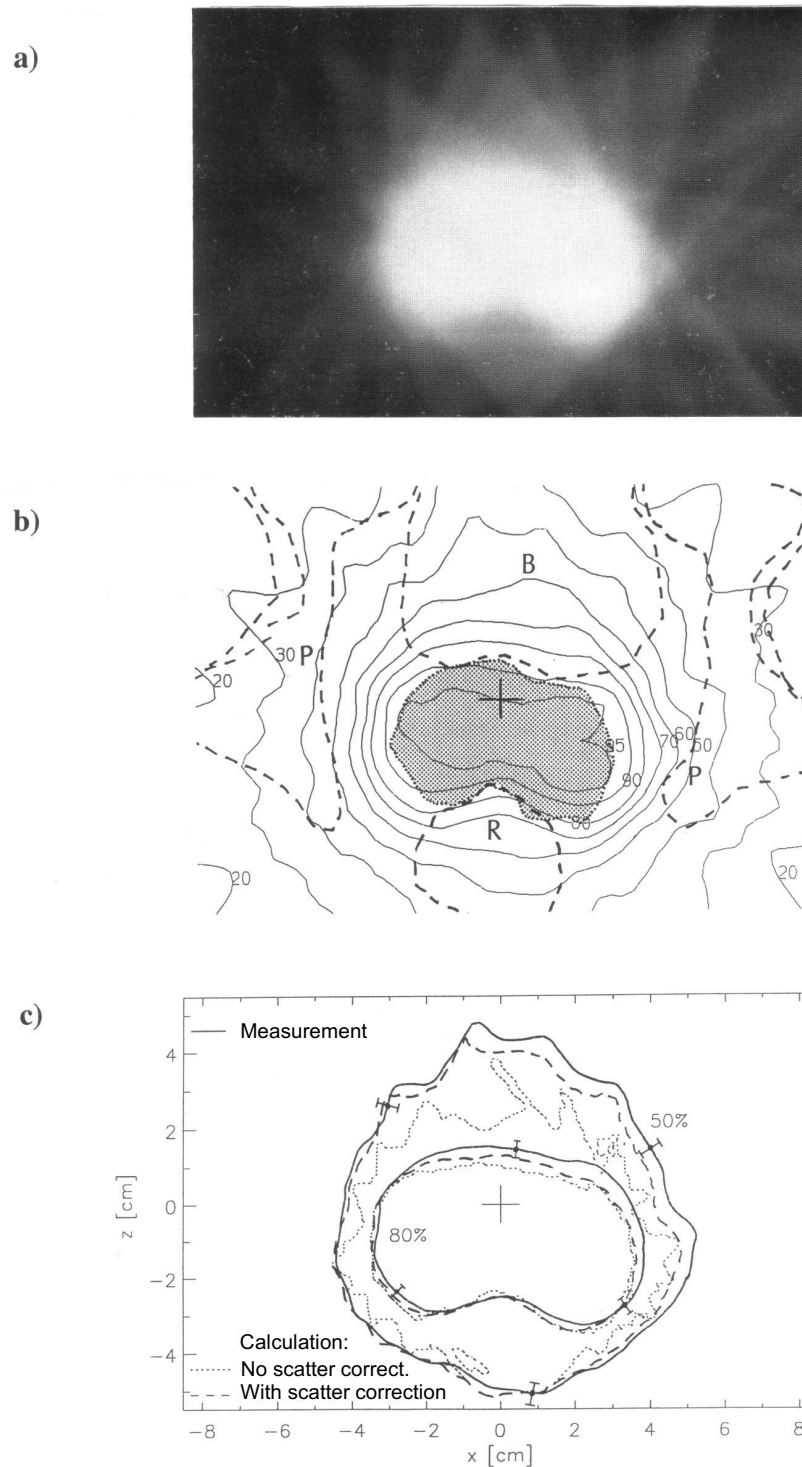 a)
b)
B
P
30
30
20
60
95
70
50
90
P
R
80
20
20
c)
Measurement
4
50%
2
z [cm]
0
80%
-2
Calculation:
-4
No scatter correct.
With scatter correction
-8 -6 -4 -2 0 2 4 6 8
x [cm]